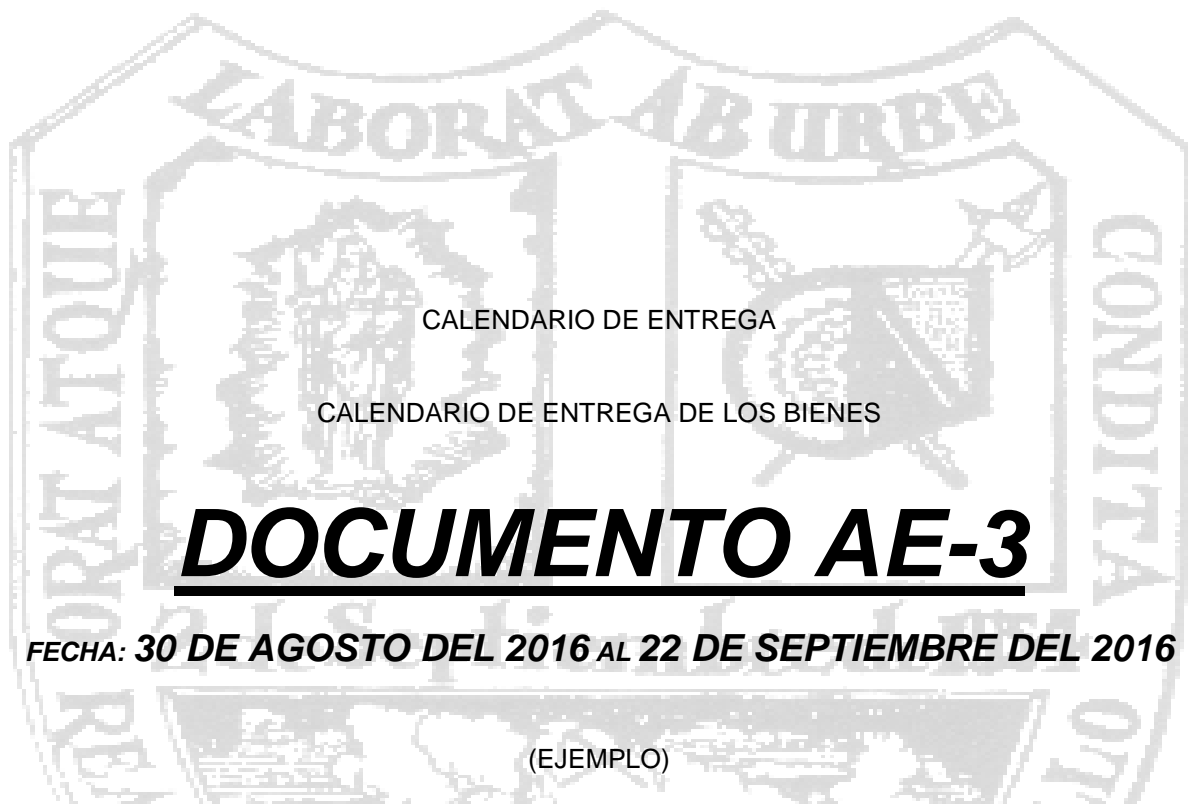 LABORAT AB URBE
CONDITA
ATQUE
CALENDARIO DE ENTREGA
CALENDARIO DE ENTREGA DE LOS BIENES
DOCUMENTO AE-3
FECHA: 30 DE AGOSTO DEL 2016 AL 22 DE SEPTIEMBRE DEL 2016
(EJEMPLO)